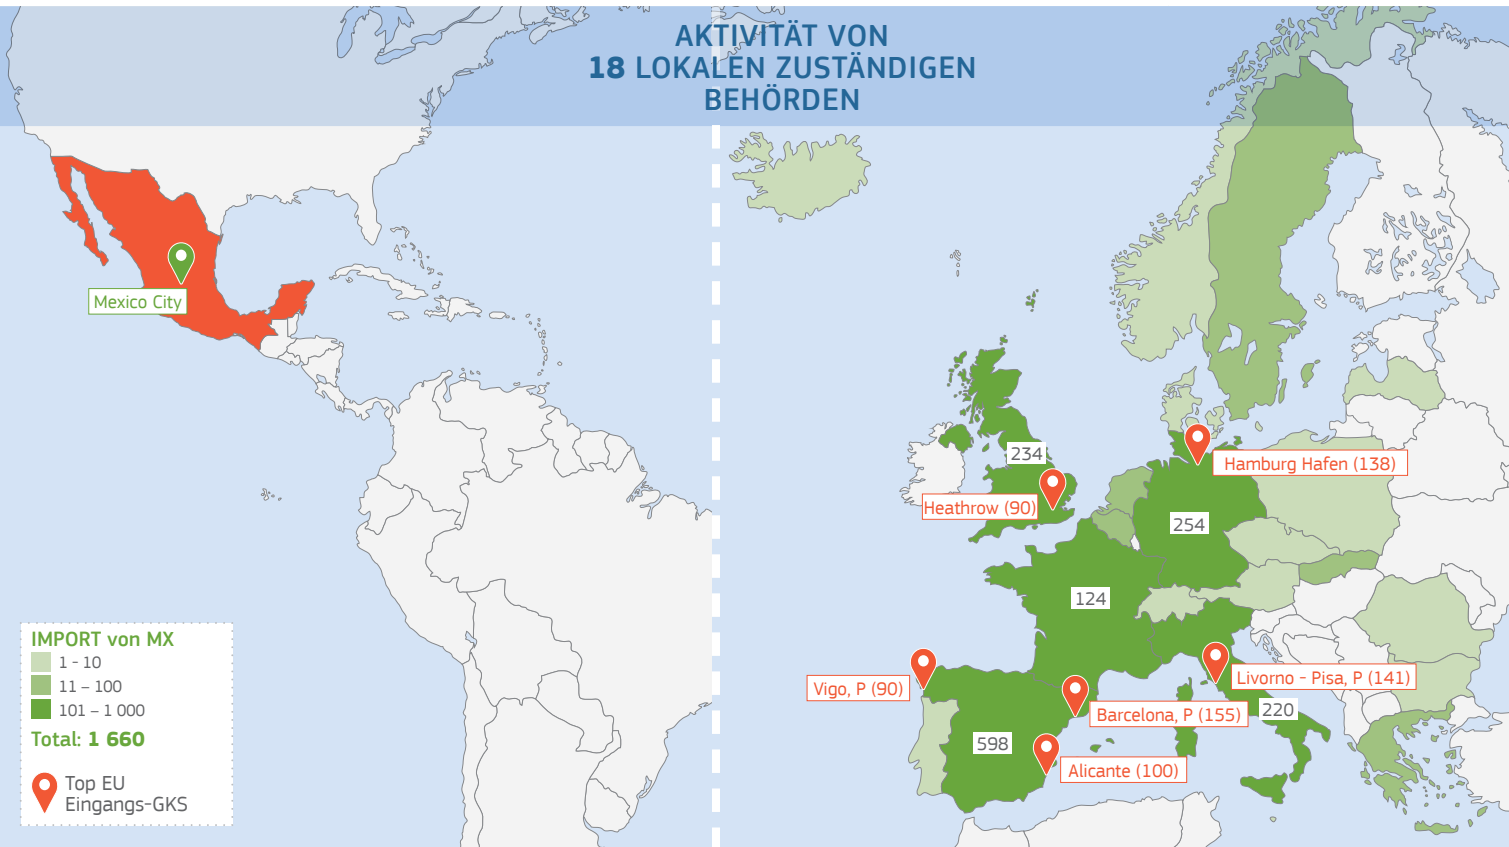 AKTIVITÄT VON
18 LOKALEN ZUSTÄNDIGEN
BEHÖRDEN
Mexico City
234
Hamburg Hafen (138)
Heathrow (90)
254
124
Vigo, P (90)
Livorno - Pisa, P (141)
Barcelona, P (155)
220
598
Alicante (100)
IMPORT von MX
1 - 10
11 – 100
101 – 1 000
Total: 1 660
Top EU
Eingangs-GKS